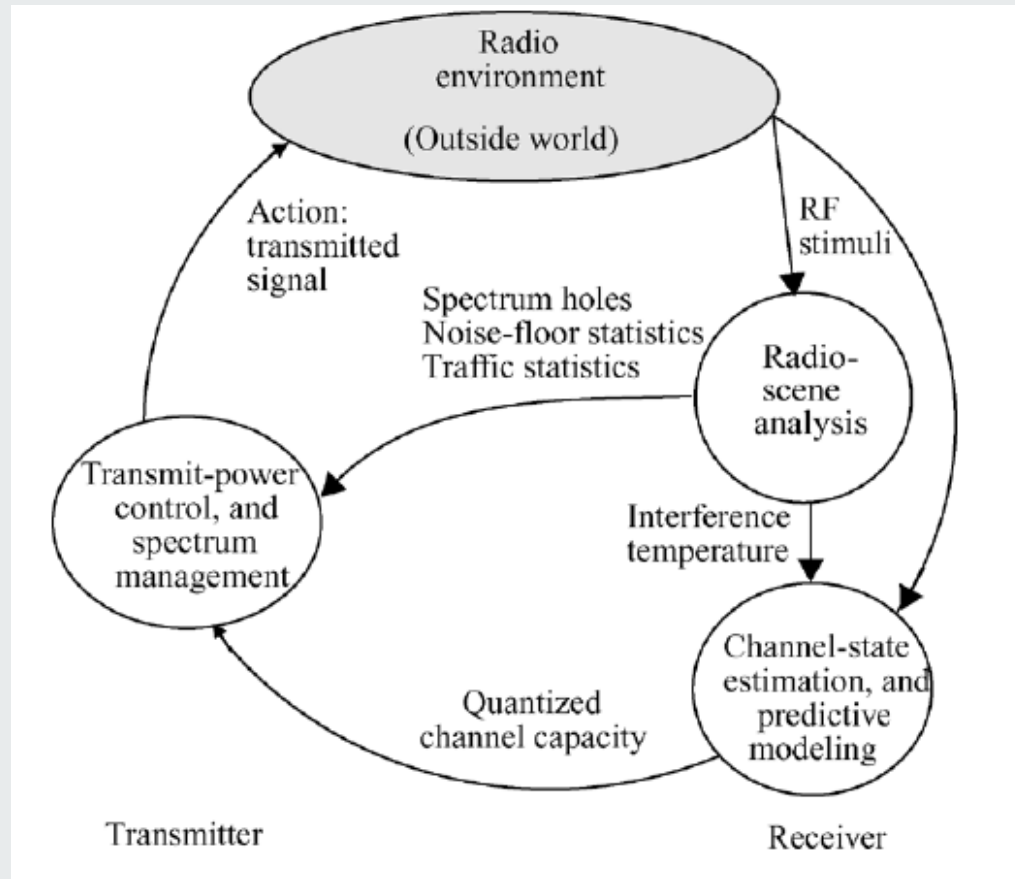 Radio
environment
(Outside world)
Action:
transmitted
signal
RF
stimuli
Spectrum holes
Noise-floor statistics
Traffic statistics
Radio-
scene
analysis
Transmit-power
control, and
spectrum
management
Interference
temperature
Channel-state
estimation, and
predictive
modeling
Quantized
channel capacity
Transmitter
Receiver